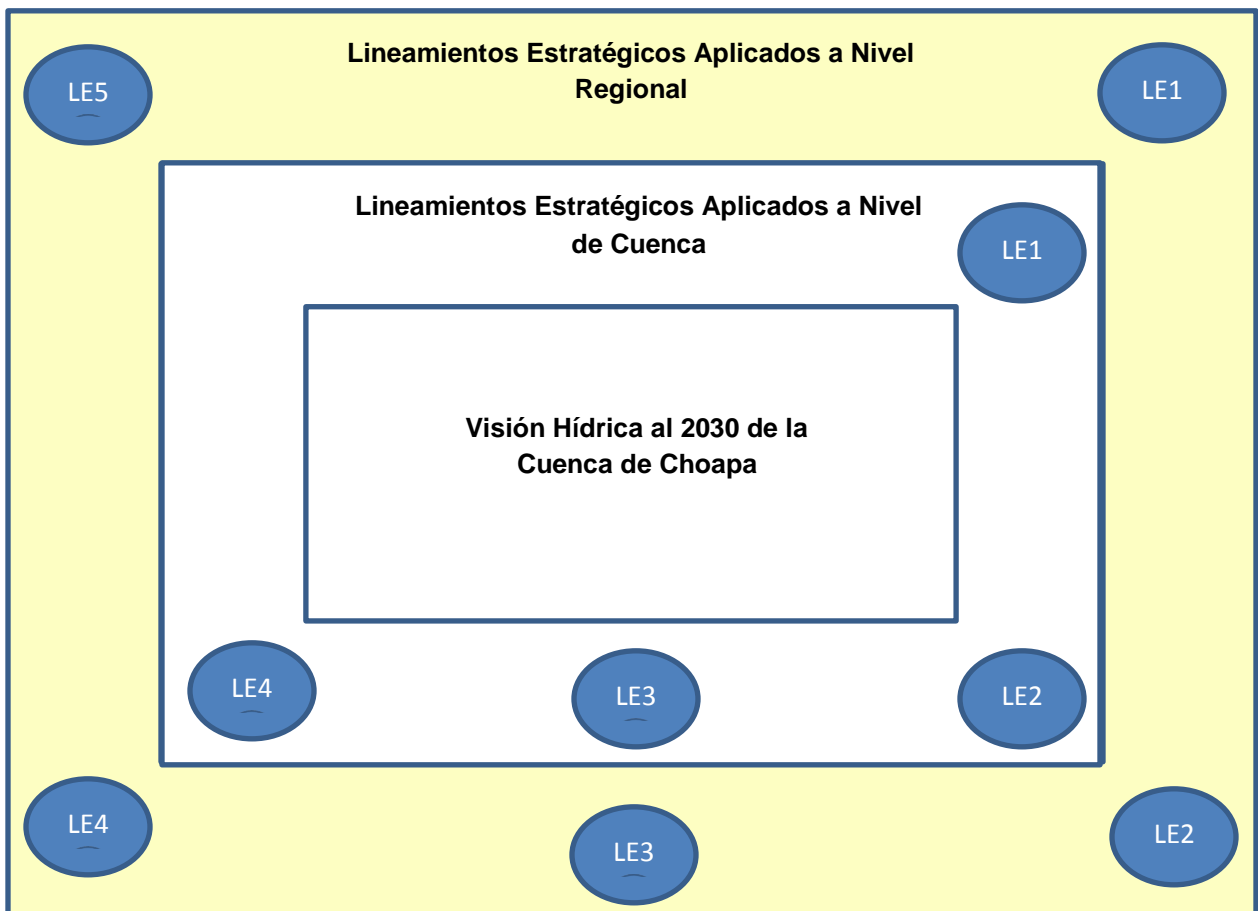 Lineamientos Estratégicos Aplicados a Nivel
Regional
LE5
LE1
Lineamientos Estratégicos Aplicados a Nivel
de Cuenca
LE1
Visión Hídrica al 2030 de la
Cuenca de Choapa
LE4
LE3
LE2
LE4
LE3
LE2